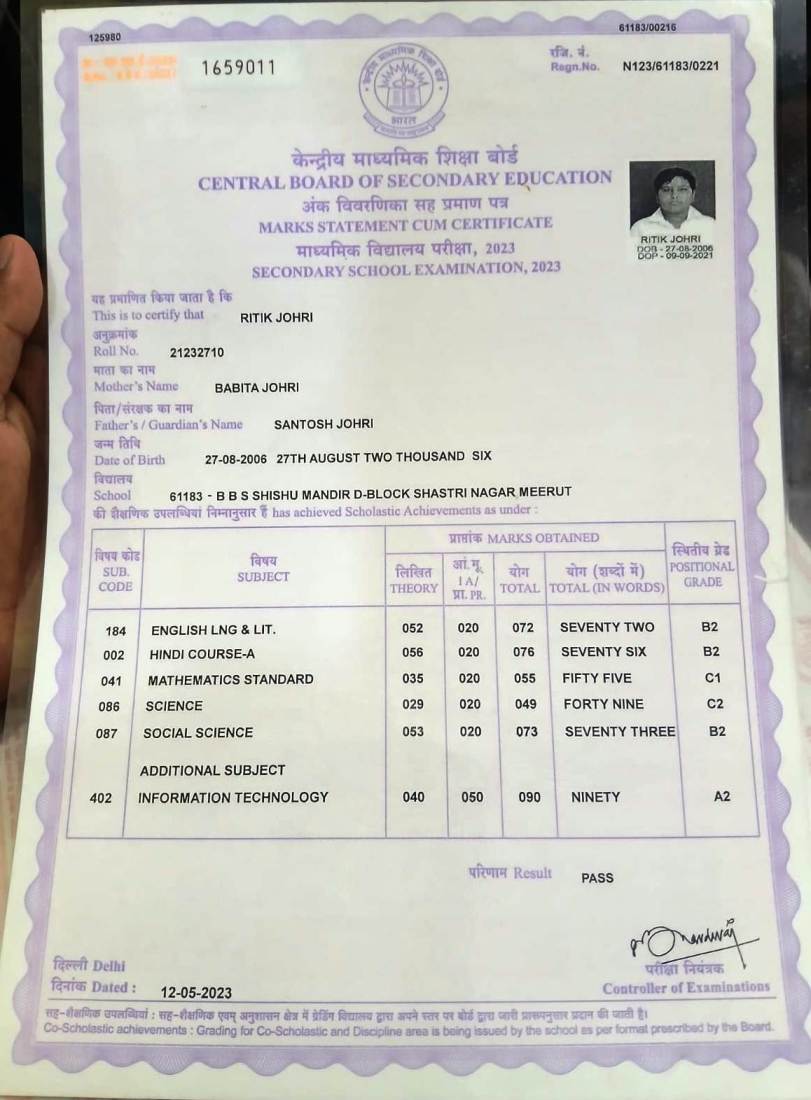 125980
61183/00216
1659011
रजि. नं.
Regn.No. N123/61183/0221
केन्द्रीय माध्यमिक शिक्षा बोर्ड
भारत
केन्द्रीय माध्यमिक शिक्षा बोर्ड
CENTRAL BOARD OF SECONDARY EDUCATION
अंक विवरणिका सह प्रमाण पत्र
MARKS STATEMENT CUM CERTIFICATE
माध्यमिक विद्यालय परीक्षा, 2023
SECONDARY SCHOOL EXAMINATION, 2023
RITIK JOHRI
DOB - 27-08-2006
DOP - 09-09-2021
यह प्रमाणित किया जाता है कि
This is to certify that RITIK JOHRI
अनुक्रमांक
Roll No. 21232710
माता का नाम
Mother's Name BABITA JOHRI
पिता/संरक्षक का नाम
Father's / Guardian's Name SANTOSH JOHRI
जन्म तिथि
Date of Birth 27-08-2006 27TH AUGUST TWO THOUSAND SIX
विद्यालय
School 61183 - B B S SHISHU MANDIR D-BLOCK SHASTRI NAGAR MEERUT
की शैक्षणिक उपलब्धियां निम्नानुसार हैं has achieved Scholastic Achievements as under :
विषय कोड SUB. CODE विषय SUBJECT प्राप्तांक MARKS OBTAINED स्थितीय ग्रेड POSITIONAL GRADE
लिखित THEORY आं.मू. IA/ प्रा. PR. योग TOTAL योग (शब्दों में) TOTAL (IN WORDS)
184 ENGLISH LNG & LIT. 052 020 072 SEVENTY TWO B2
002 HINDI COURSE-A 056 020 076 SEVENTY SIX B2
041 MATHEMATICS STANDARD 035 020 055 FIFTY FIVE C1
086 SCIENCE 029 020 049 FORTY NINE C2
087 SOCIAL SCIENCE 053 020 073 SEVENTY THREE B2
ADDITIONAL SUBJECT
402 INFORMATION TECHNOLOGY 040 050 090 NINETY A2
परिणाम Result PASS
दिल्ली Delhi
परीक्षा नियंत्रक
दिनांक Dated : 12-05-2023
Controller of Examinations
सह-शैक्षणिक उपलब्धियां : सह-शैक्षणिक एवम् अनुशासन क्षेत्र में ग्रेडिंग विद्यालय द्वारा अपने स्तर पर बोर्ड द्वारा जारी प्रारूपनुसार प्रदान की जाती है।
Co-Scholastic achievements : Grading for Co-Scholastic and Discipline area is being issued by the school as per format prescribed by the Board.